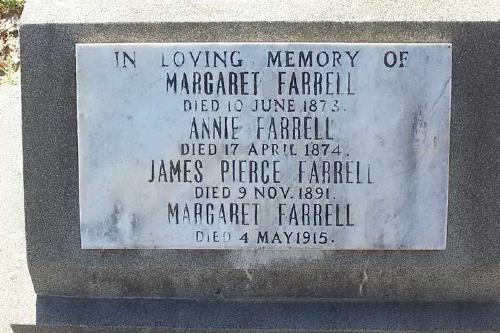 IN LOVING MEMORY OF
MARGARET FARRELL
DIED 10 JUNE 1873.
ANNIE FARRELL
DIED 17 APRIL 1874.
JAMES PIERCE FARRELL
DIED 9 NOV. 1891.
MARGARET FARRELL
DIED 4 MAY 1915.